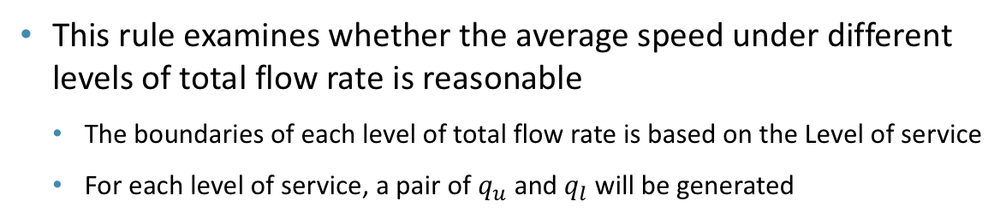 • This rule examines whether the average speed under different
levels of total flow rate is reasonable
• The boundaries of each level of total flow rate is based on the Level of service
• For each level of service, a pair of qᵤ and qₗ will be generated